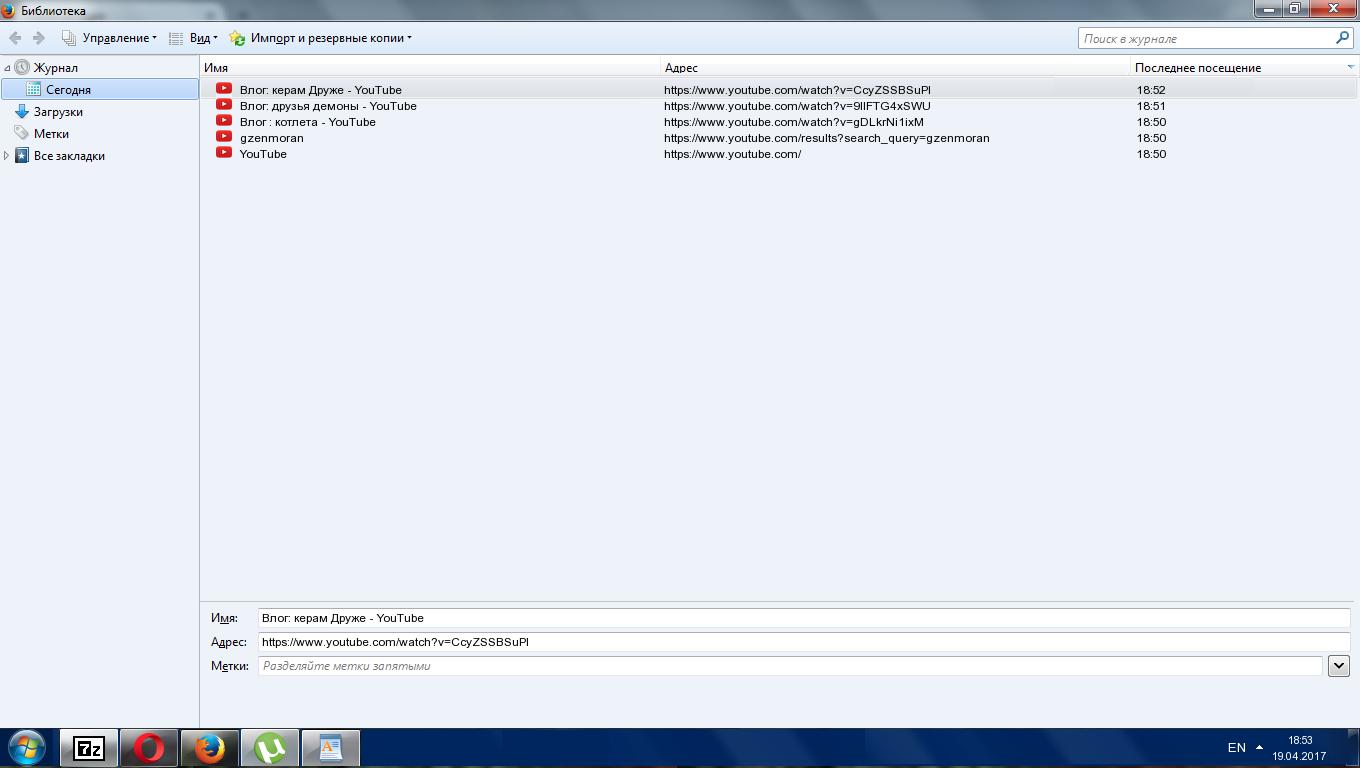 Библиотека
Управление Вид Импорт и резервные копии Поиск в журнале
Журнал
Сегодня
Загрузки
Метки
Все закладки
Имя Адрес Последнее посещение
Влог: керам Друже - YouTube https://www.youtube.com/watch?v=CcyZSSBSuPI 18:52
Влог: друзья демоны - YouTube https://www.youtube.com/watch?v=9IIFTG4xSWU 18:51
Влог : котлета - YouTube https://www.youtube.com/watch?v=gDLkrNi1ixM 18:50
gzenmoran https://www.youtube.com/results?search_query=gzenmoran 18:50
YouTube https://www.youtube.com/ 18:50
Имя: Влог: керам Друже - YouTube
Адрес: https://www.youtube.com/watch?v=CcyZSSBSuPI
Метки: Разделяйте метки запятыми
7z
EN 18:53
19.04.2017